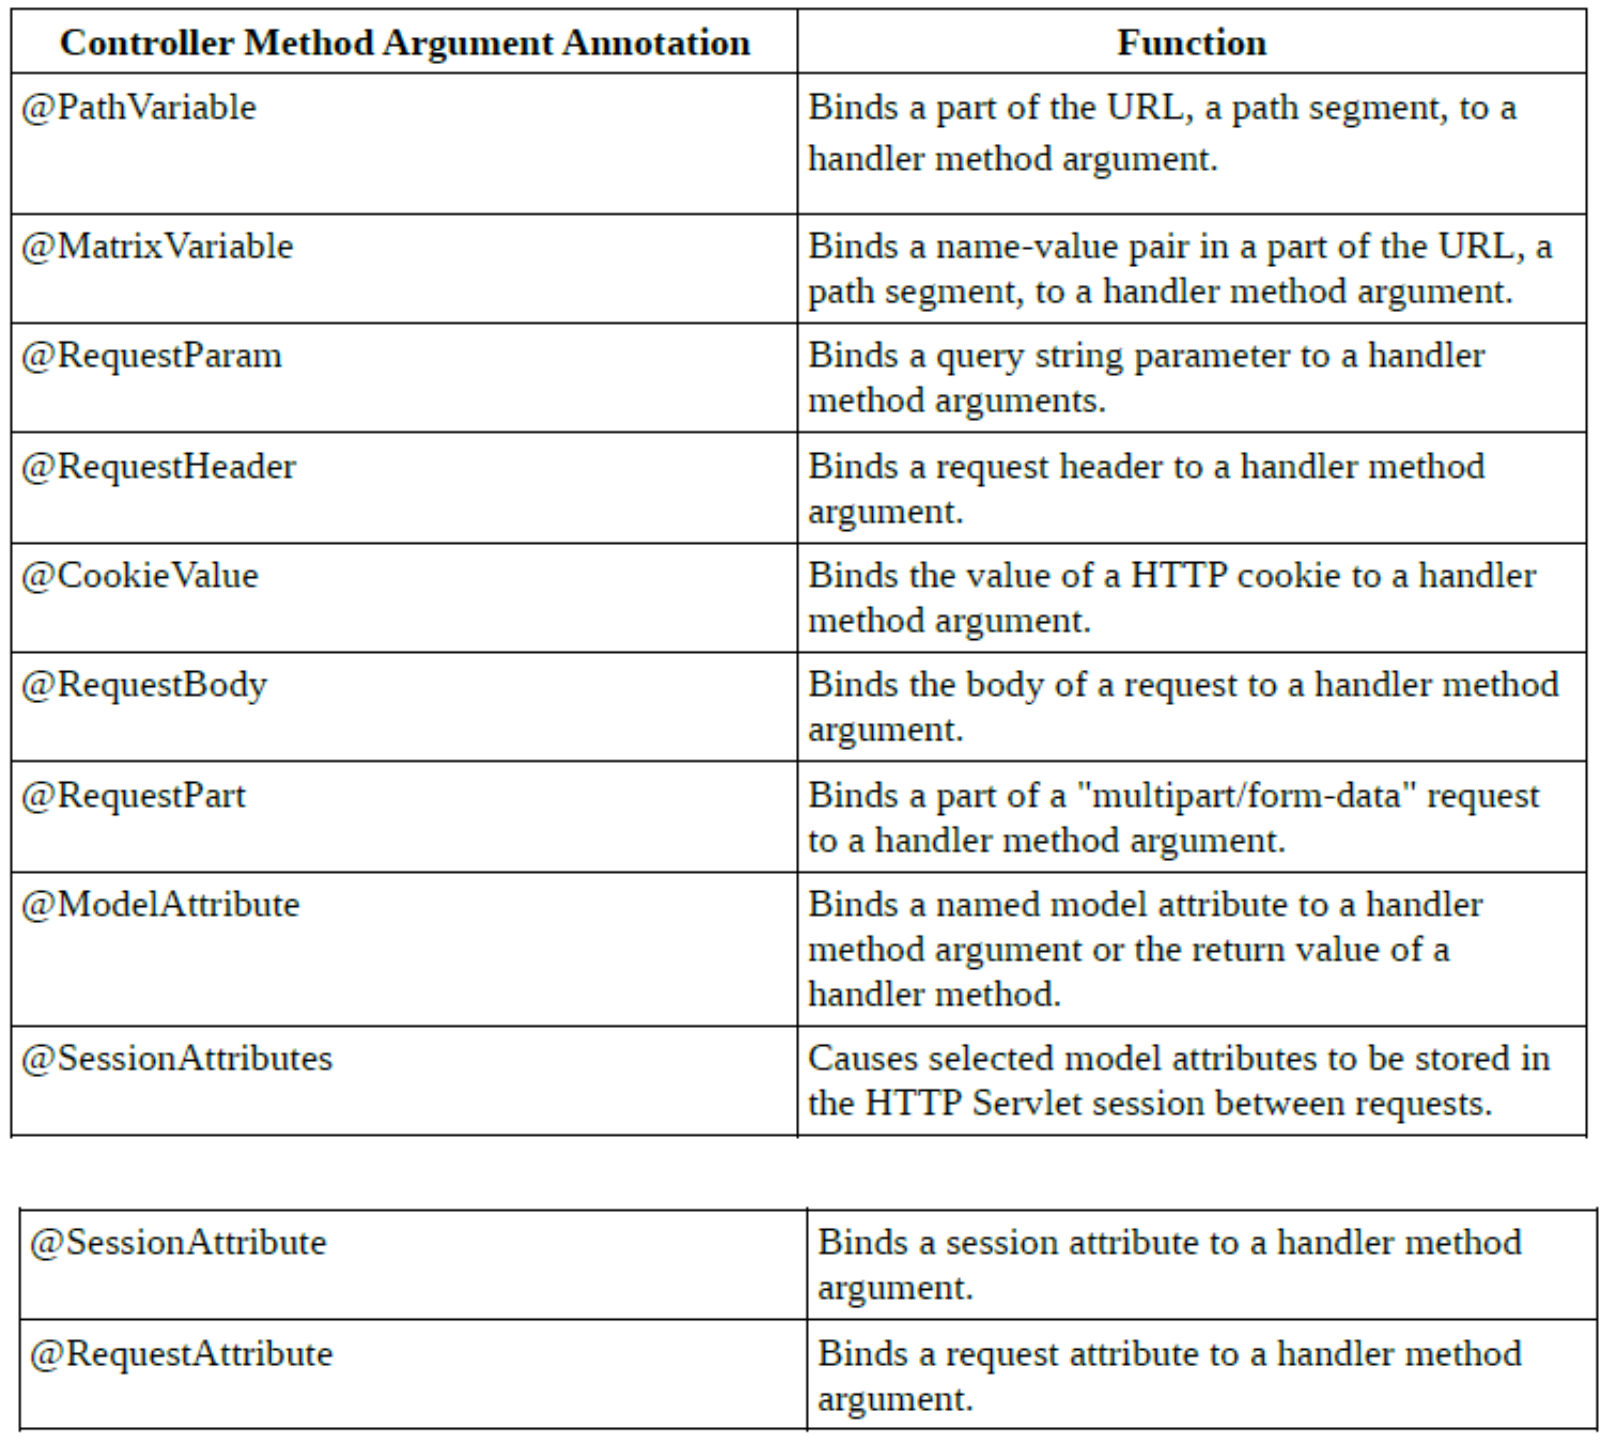 Controller Method Argument Annotation
Function
@PathVariable
Binds a part of the URL, a path segment, to a
handler method argument.
@MatrixVariable
Binds a name-value pair in a part of the URL, a
path segment, to a handler method argument.
@RequestParam
Binds a query string parameter to a handler
method arguments.
@RequestHeader
Binds a request header to a handler method
argument.
@CookieValue
Binds the value of a HTTP cookie to a handler
method argument.
@RequestBody
Binds the body of a request to a handler method
argument.
@RequestPart
Binds a part of a "multipart/form-data" request
to a handler method argument.
@ModelAttribute
Binds a named model attribute to a handler
method argument or the return value of a
handler method.
@SessionAttributes
Causes selected model attributes to be stored in
the HTTP Servlet session between requests.
@SessionAttribute
Binds a session attribute to a handler method
argument.
@RequestAttribute
Binds a request attribute to a handler method
argument.